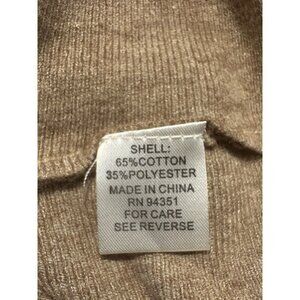 SHELL:
65%COTTON
35%POLYESTER
MADE IN CHINA
RN 94351
FOR CARE
SEE REVERSE